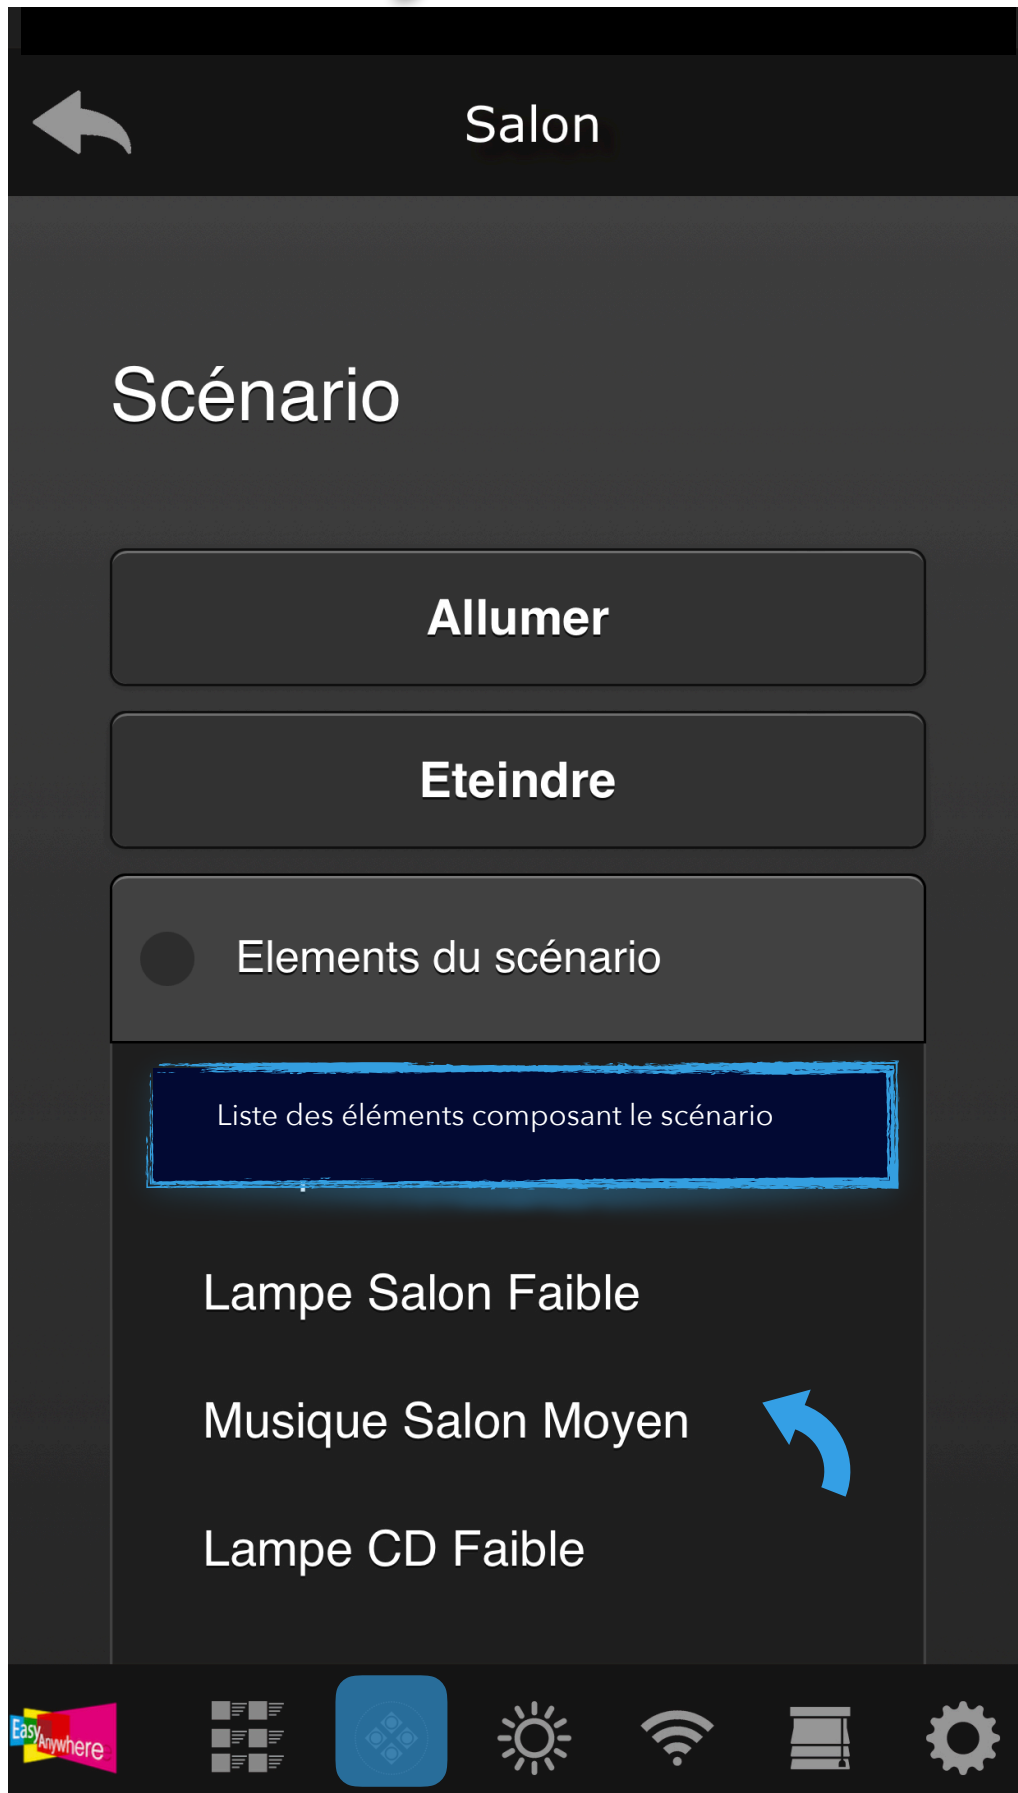 Salon
Scénario
Allumer
Eteindre
Elements du scénario
Liste des éléments composant le scénario
Lampe Salon Faible
Musique Salon Moyen
Lampe CD Faible
Easy
Anywhere